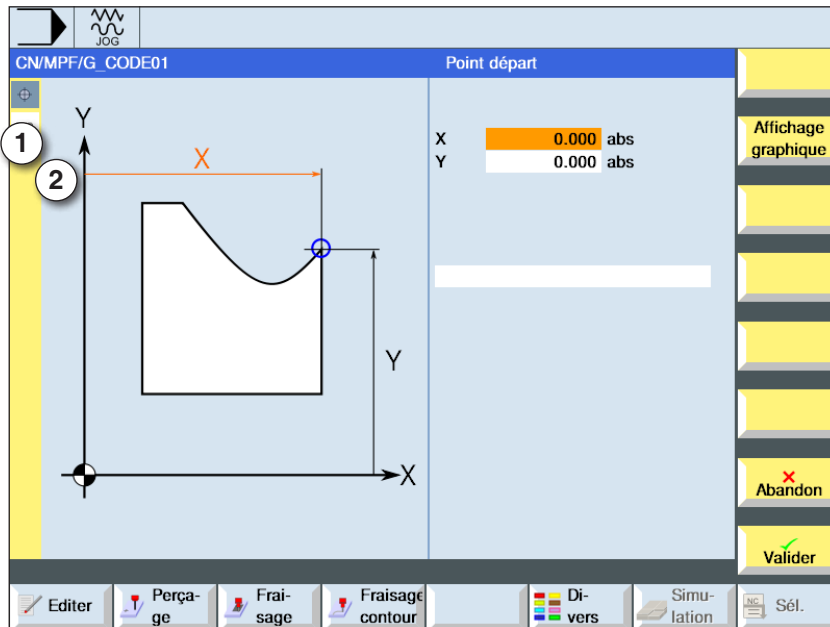 JOG
CN/MPF/G_CODE01
Point départ
1
2
Y
X
Y
X
X 0.000 abs
Y 0.000 abs
Affichage
graphique
Abandon
Valider
Editer
Perça-
ge
Frai-
sage
Fraisage
contour
Di-
vers
Simu-
lation
NC
Sél.